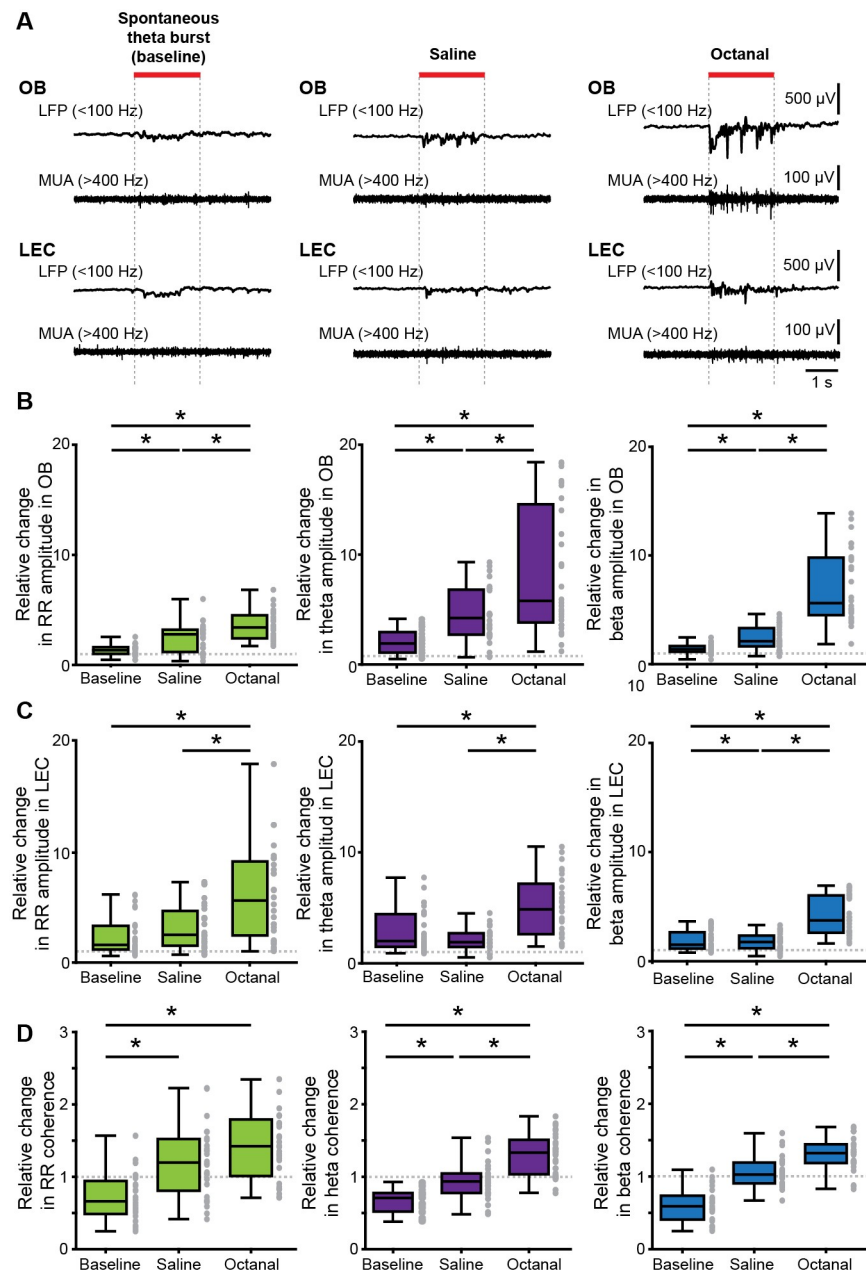 A
Spontaneous
theta burst
(baseline)
Saline
Octanal
OB
OB
LFP (<100 Hz)
LFP (<100 Hz)
LFP (<100 Hz)
500 µV
MUA (>400 Hz)
MUA (>400 Hz)
MUA (>400 Hz)
100 µV
LEC
LEC
LFP (<100 Hz)
LFP (<100 Hz)
LFP (<100 Hz)
500 µV
MUA (>400 Hz)
MUA (>400 Hz)
MUA (>400 Hz)
100 µV
1 s
B
Relative change
in RR amplitude in OB
20
10
0
* * *
Baseline Saline Octanal
Relative change
in theta amplitude in OB
20
10
0
* * *
Baseline Saline Octanal
Relative change in
beta amplitude in OB
20
10
0
* * *
Baseline Saline Octanal
10
C
Relative change
in RR amplitude in LEC
20
10
0
* *
Baseline Saline Octanal
Relative change
in theta amplitud in LEC
20
10
0
* *
Baseline Saline Octanal
Relative change in
beta amplitude in LEC
20
10
0
* * *
Baseline Saline Octanal
D
Relative change
in RR coherence
3
2
1
0
* *
Baseline Saline Octanal
Relative change
in heta coherence
3
2
1
0
* * *
Baseline Saline Octanal
Relative change
in beta coherence
3
2
1
0
* * *
Baseline Saline Octanal